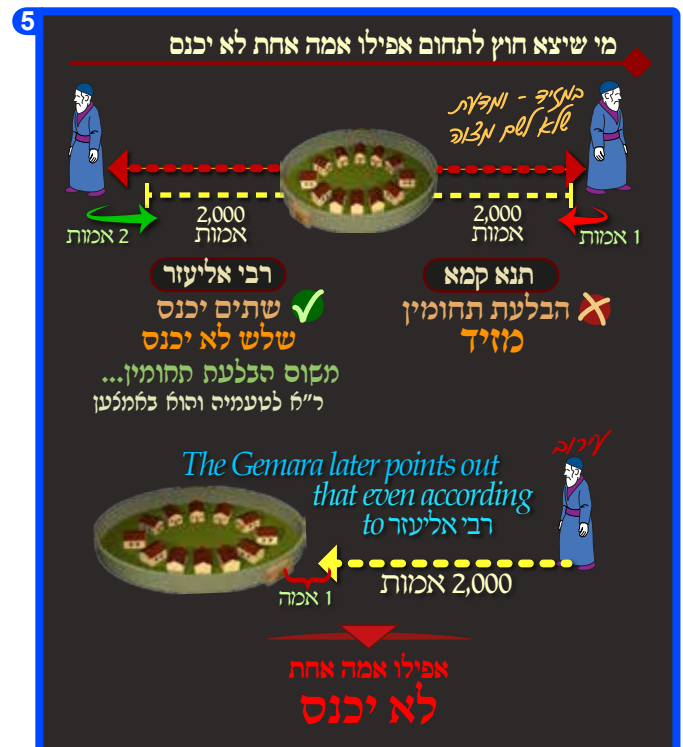 5
מי שיצא חוץ לתחום אפילו אמה אחת לא יכנס
במזיד - ומדעת
שלא לשם מצוה
2,000
אמות
2,000
אמות
1 אמות
2 אמות
תנא קמא
הבלעת תחומין
מזיד
רבי אליעזר
שתים יכנס
שלש לא יכנס
משום הבלעת תחומין...
ר"א לטעמיה והוא באמצען
עירוב
The Gemara later points out
that even according
to רבי אליעזר
2,000 אמות
1 אמה
אפילו אמה אחת
לא יכנס